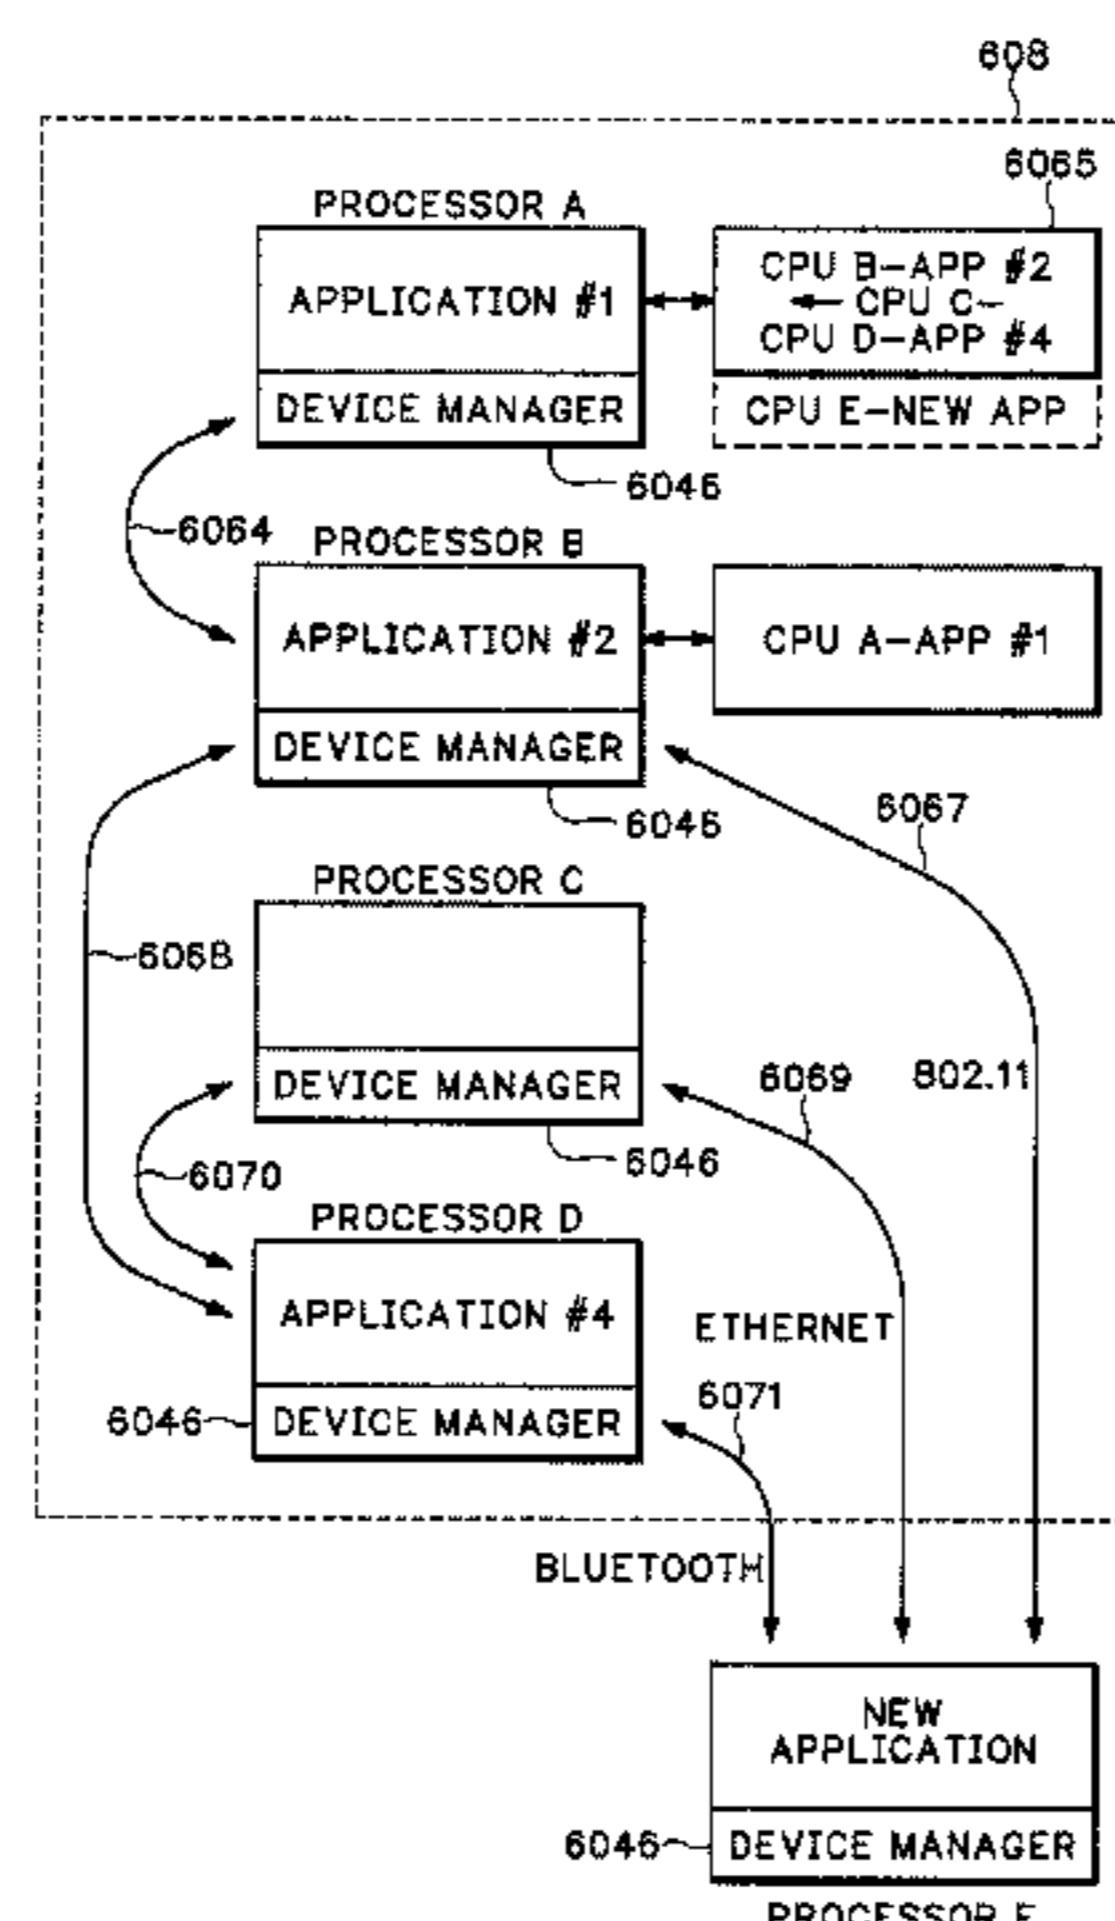 608
6065
PROCESSOR A
APPLICATION #1
CPU B-APP #2
CPU C-
CPU D-APP #4
DEVICE MANAGER
CPU E-NEW APP
6046
6064
PROCESSOR B
APPLICATION #2
CPU A-APP #1
DEVICE MANAGER
6046
6067
PROCESSOR C
6068
DEVICE MANAGER
6069
802.11
6046
6070
PROCESSOR D
APPLICATION #4
ETHERNET
6071
6046
DEVICE MANAGER
BLUETOOTH
NEW
APPLICATION
6046
DEVICE MANAGER
PROCESSOR E